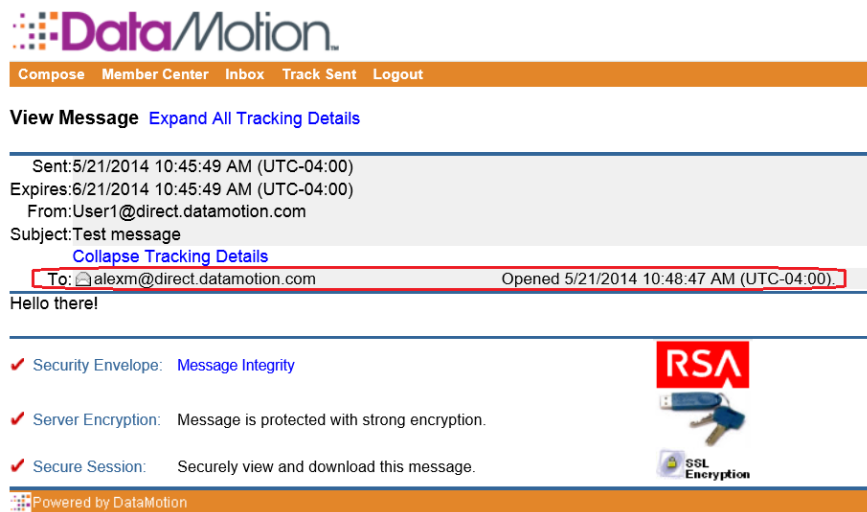 DataMotion™
Compose Member Center Inbox Track Sent Logout
View Message Expand All Tracking Details
Sent:5/21/2014 10:45:49 AM (UTC-04:00)
Expires:6/21/2014 10:45:49 AM (UTC-04:00)
From:User1@direct.datamotion.com
Subject:Test message
Collapse Tracking Details
To: alexm@direct.datamotion.com Opened 5/21/2014 10:48:47 AM (UTC-04:00).
Hello there!
Security Envelope: Message Integrity
RSA
Server Encryption: Message is protected with strong encryption.
Secure Session: Securely view and download this message.
SSL
Encryption
Powered by DataMotion